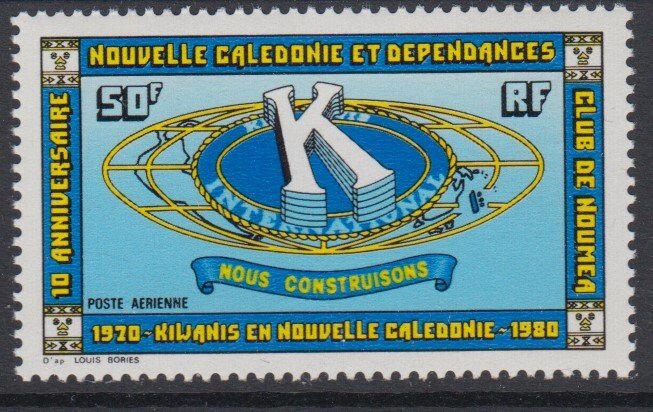 NOUVELLE CALEDONIE ET DEPENDANCES
50F
RF
10 ANNIVERSAIRE
CLUB DE NOUMEA
K
INTERNATIONAL
NOUS CONSTRUISONS
POSTE AERIENNE
1970~KIWANIS EN NOUVELLE CALEDONIE~1980
D'ap LOUIS BORIES